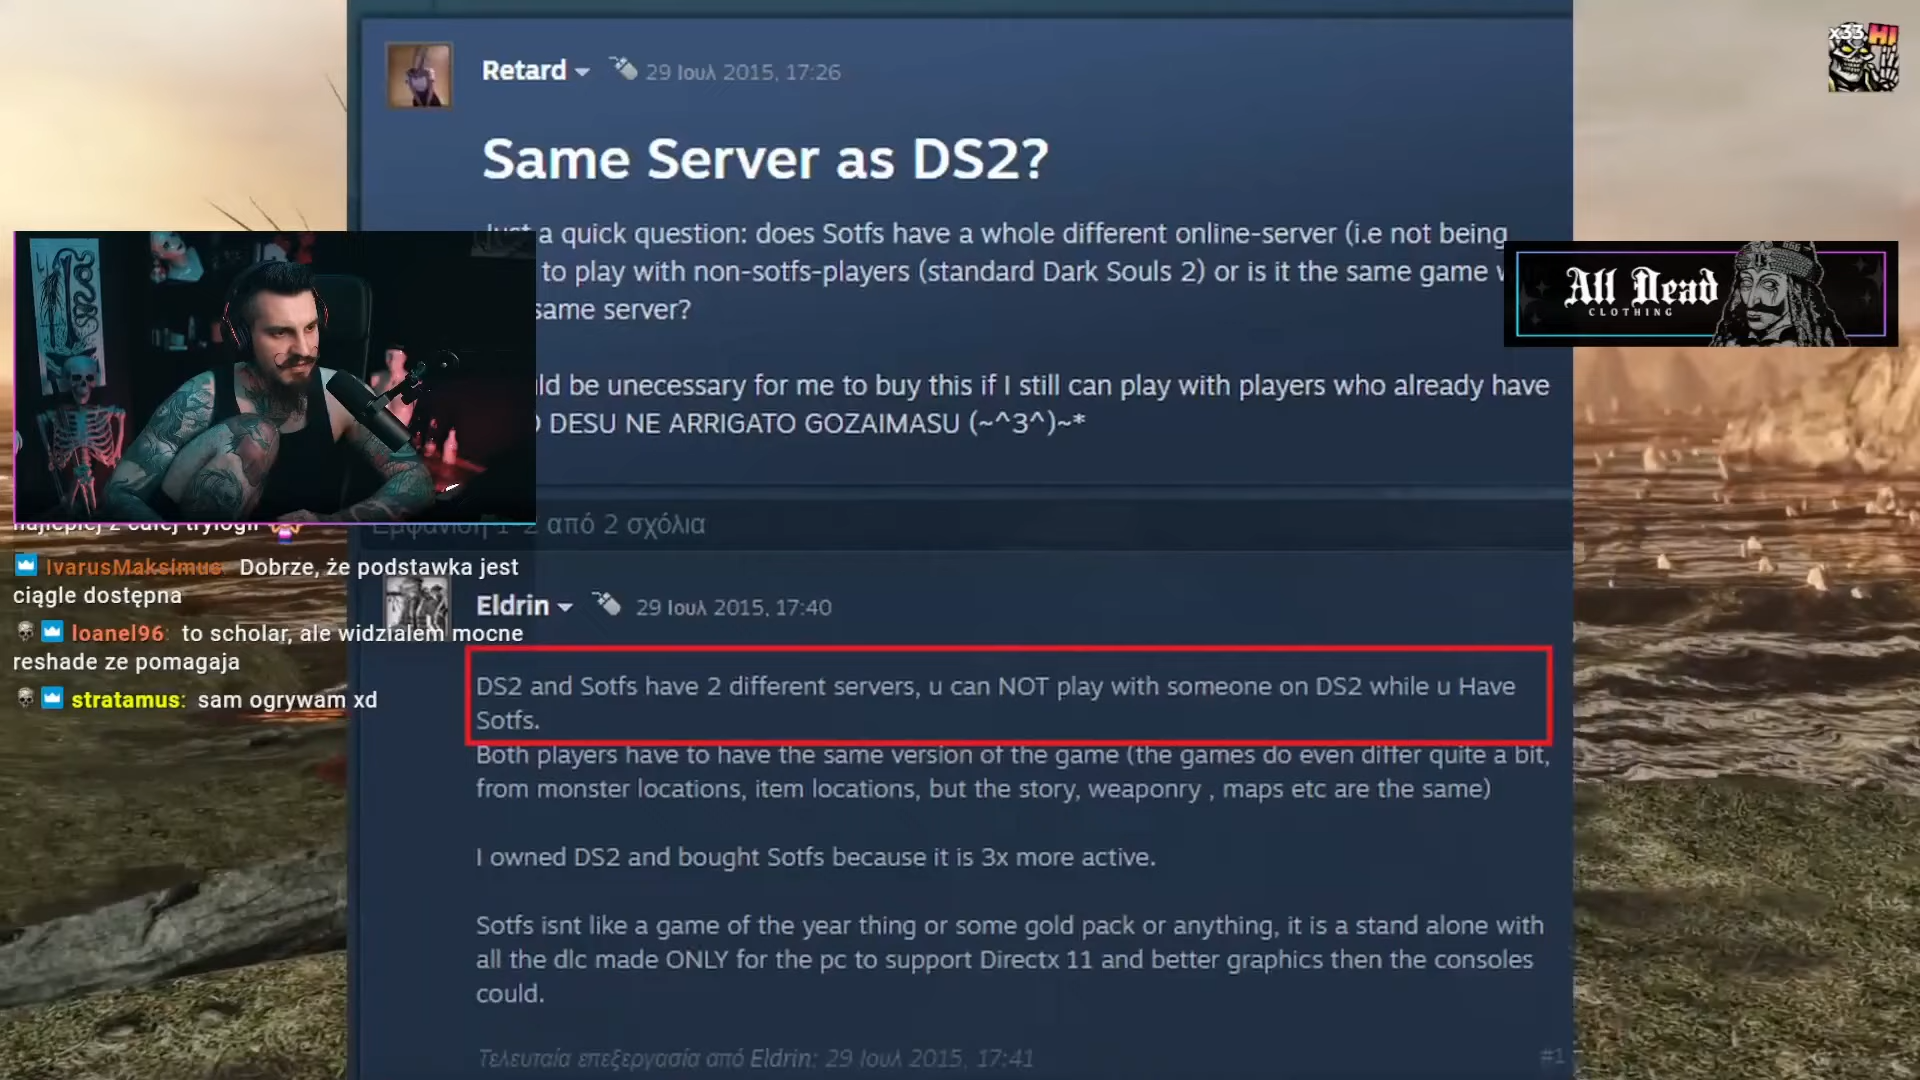 x33 HI
Retard 29 Ιουλ 2015, 17:26
Same Server as DS2?
a quick question: does Sotfs have a whole different online-server (i.e not being
to play with non-sotfs-players (standard Dark Souls 2) or is it the same game
same server?
be unecessary for me to buy this if I still can play with players who already have
DESU NE ARRIGATO GOZAIMASU (~^3^)~*
All Dead
CLOTHING
από 2 σχόλια
Eldrin 29 Ιουλ 2015, 17:40
DS2 and Sotfs have 2 different servers, u can NOT play with someone on DS2 while u Have
Sotfs.
Both players have to have the same version of the game (the games do even differ quite a bit,
from monster locations, item locations, but the story, weaponry , maps etc are the same)
I owned DS2 and bought Sotfs because it is 3x more active.
Sotfs isnt like a game of the year thing or some gold pack or anything, it is a stand alone with
all the dlc made ONLY for the pc to support Directx 11 and better graphics then the consoles
could.
Τελευταία επεξεργασία από Eldrin: 29 Ιουλ 2015, 17:41
#1
najlepiej z całej trylogii
IvarusMaksimus: Dobrze, że podstawka jest
ciągle dostępna
loanel96: to scholar, ale widzialem mocne
reshade ze pomagaja
stratamus: sam ogrywam xd